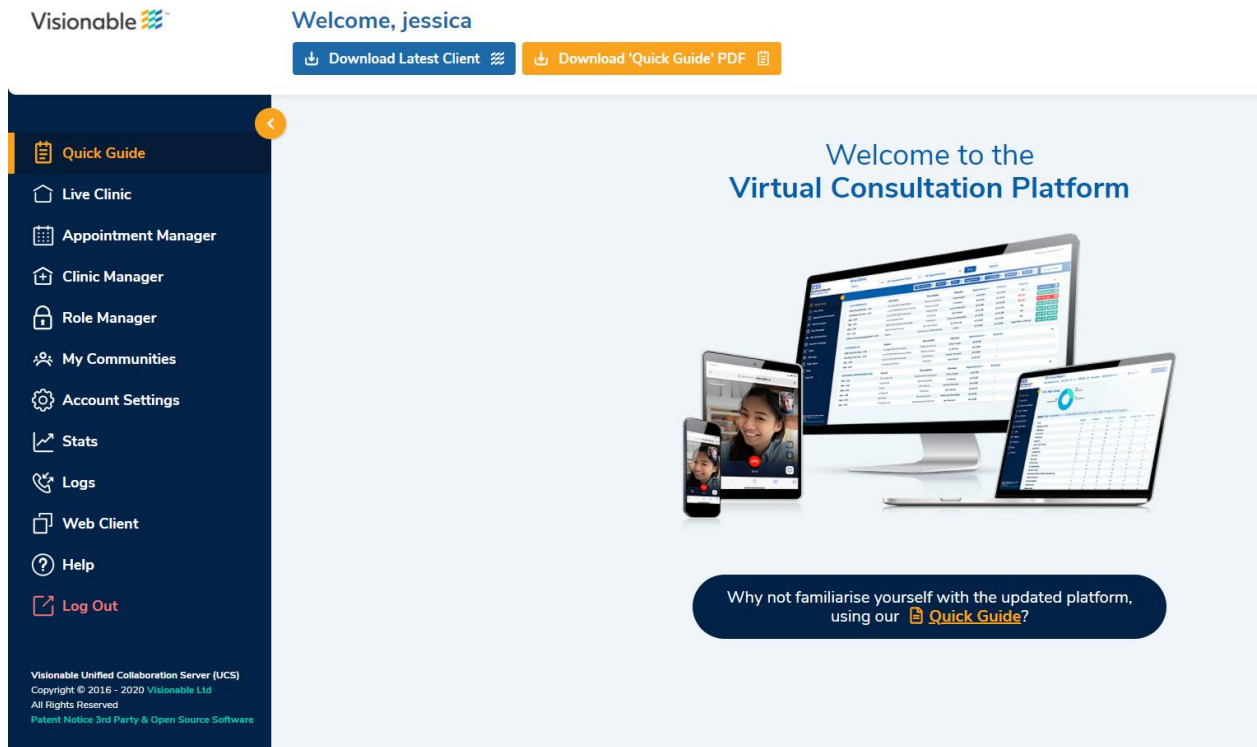 Visionable
Welcome, jessica
Download Latest Client
Download 'Quick Guide' PDF
Quick Guide
Live Clinic
Appointment Manager
Clinic Manager
Role Manager
My Communities
Account Settings
Stats
Logs
Web Client
Help
Log Out
Visionable Unified Collaboration Server (UCS)
Copyright © 2016 - 2020 Visionable Ltd
All Rights Reserved
Patent Notice 3rd Party & Open Source Software
Welcome to the
Virtual Consultation Platform
Why not familiarise yourself with the updated platform,
using our Quick Guide?